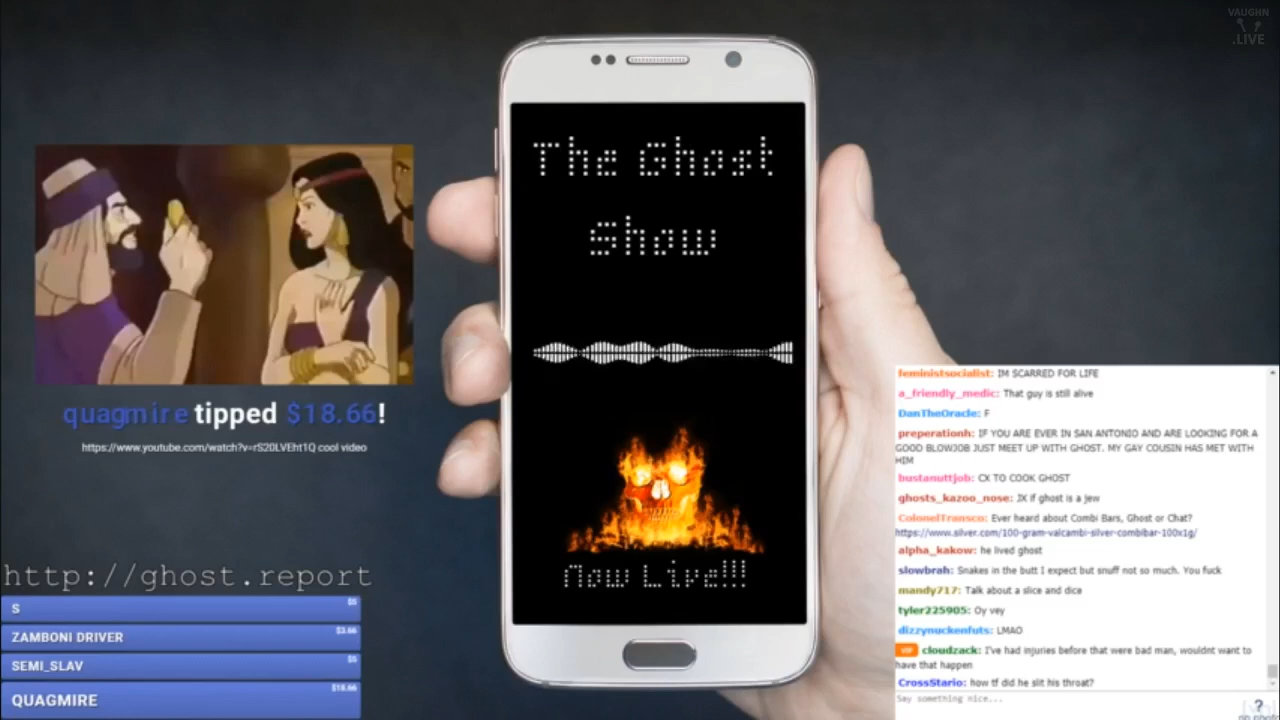 VAUGHN
.LIVE
The Ghost
Show
Now Live!!!
quagmire tipped $18.66!
https://www.youtube.com/watch?v=rS20LVEht1Q cool video
http://ghost.report
S $5
ZAMBONI DRIVER $3.66
SEMI_SLAV $5
QUAGMIRE $18.66
feministsocialist: IM SCARRED FOR LIFE
a_friendly_medic: That guy is still alive
DanTheOracle: F
preperationh: IF YOU ARE EVER IN SAN ANTONIO AND ARE LOOKING FOR A
GOOD BLOWJOB JUST MEET UP WITH GHOST. MY GAY COUSIN HAS MET WITH
HIM
bustanuttjob: CX TO COOK GHOST
ghosts_kazoo_nose: JX if ghost is a jew
ColonelTransco: Ever heard about Combi Bars, Ghost or Chat?
https://www.silver.com/100-gram-valcambi-silver-combibar-100x1g/
alpha_kakow: he lived ghost
slowbrah: Snakes in the butt I expect but snuff not so much. You fuck
mandy717: Talk about a slice and dice
tyler225905: Oy vey
dizzynuckenfuts: LMAO
VIP cloudzack: I've had injuries before that were bad man, wouldnt want to
have that happen
CrossStario: how tf did he slit his throat?
Say something nice...
?